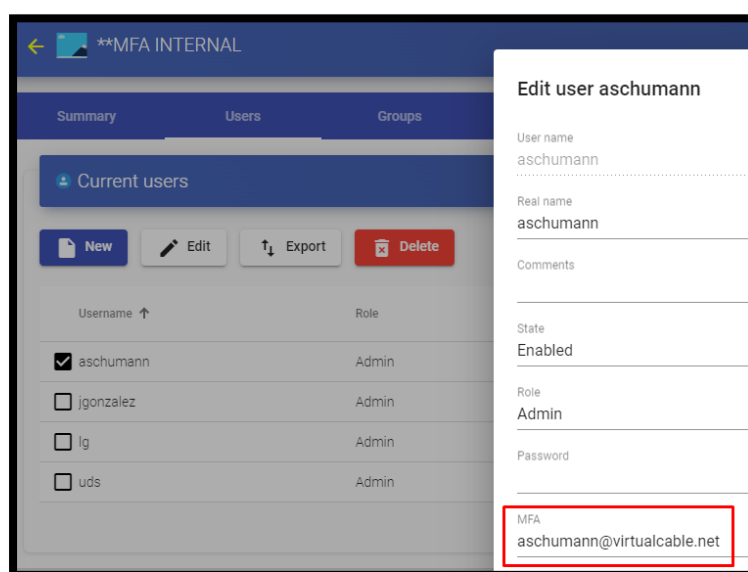 **MFA INTERNAL
Summary Users Groups
Current users
New Edit Export Delete
Username Role
aschumann Admin
jgonzalez Admin
lg Admin
uds Admin
Edit user aschumann
User name
aschumann
Real name
aschumann
Comments
State
Enabled
Role
Admin
Password
MFA
aschumann@virtualcable.net